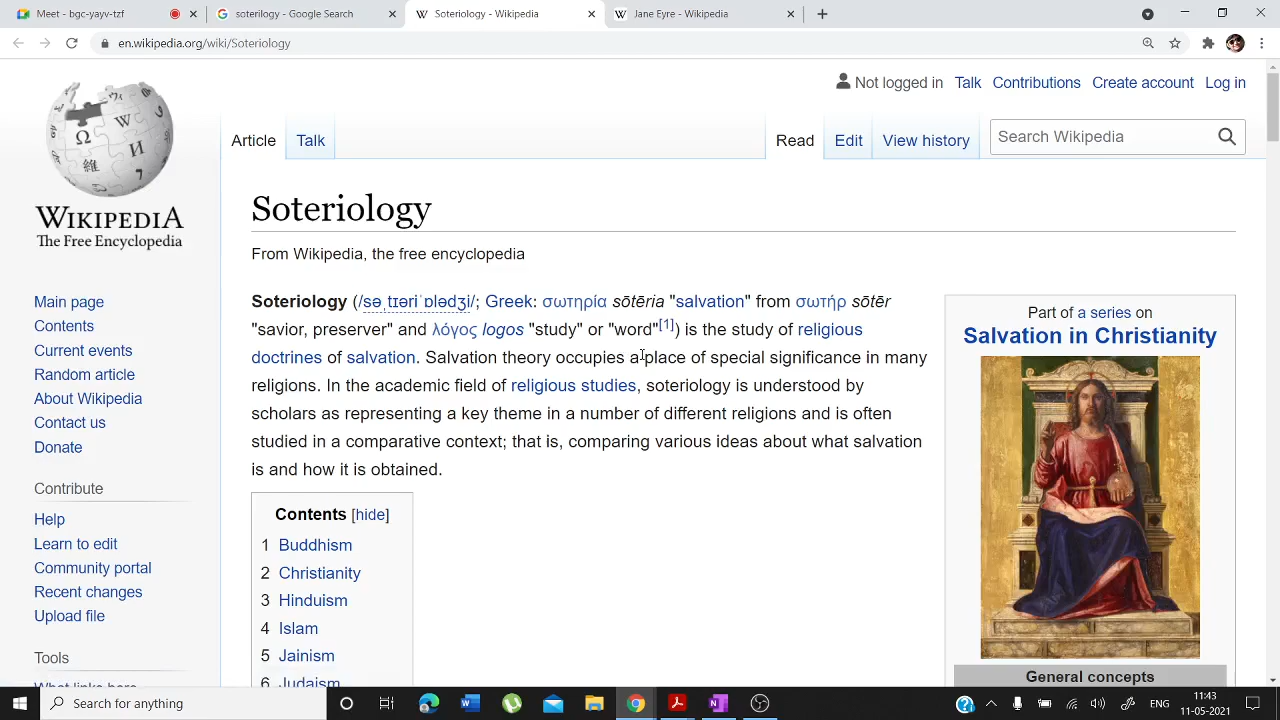 Meet - bgc-yayv-tzf
soteriology - Google Search
Soteriology - Wikipedia
Jane Eyre - Wikipedia
en.wikipedia.org/wiki/Soteriology
Not logged in Talk Contributions Create account Log in
Article Talk Read Edit View history Search Wikipedia
WIKIPEDIA
The Free Encyclopedia
Main page
Contents
Current events
Random article
About Wikipedia
Contact us
Donate
Contribute
Help
Learn to edit
Community portal
Recent changes
Upload file
Tools
What links here
Soteriology
From Wikipedia, the free encyclopedia
Soteriology (/səˌtɪəriˈɒlədʒi/; Greek: σωτηρία sōtēria "salvation" from σωτήρ sōtēr
"savior, preserver" and λόγος logos "study" or "word"[1]) is the study of religious
doctrines of salvation. Salvation theory occupies a place of special significance in many
religions. In the academic field of religious studies, soteriology is understood by
scholars as representing a key theme in a number of different religions and is often
studied in a comparative context; that is, comparing various ideas about what salvation
is and how it is obtained.
Contents [hide]
1 Buddhism
2 Christianity
3 Hinduism
4 Islam
5 Jainism
6 Judaism
Part of a series on
Salvation in Christianity
General concepts
Search for anything
ENG
11:43
11-05-2021